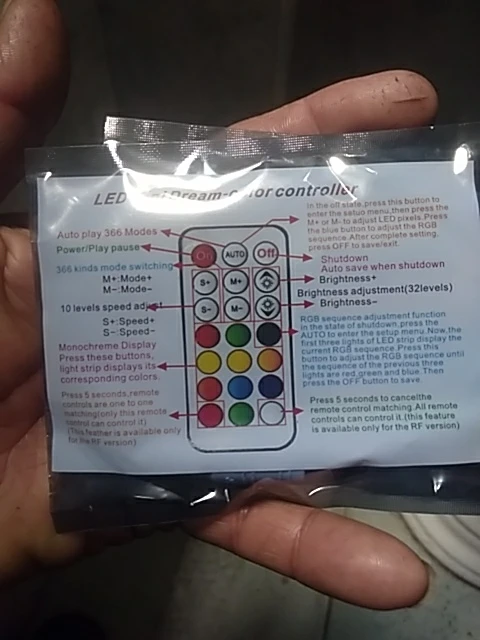 LED Dream-color controller
Auto play 366 Modes
Power/Play pause
366 kinds mode switching
M+:Mode+
M-:Mode-
10 levels speed adjust
S+:Speed+
S-:Speed-
Monochrome Display
Press these buttons,
light strip displays its
corresponding colors.
Press 5 seconds,remote
controls are one to one
matching(only this remote
control can control it)
(This feather is available only
for the RF version)
On AUTO Off
S+ M+
S- M-
In the off state,press this button to
enter the setup menu,then press the
M+ or M- to adjust LED pixels.Press
the blue button to adjust the RGB
sequence.After complete setting,
press OFF to save/exit.
Shutdown
Auto save when shutdown
Brightness+
Brightness adjustment(32levels)
Brightness-
RGB sequence adjustment function
in the state of shutdown,press the
AUTO to enter the setup menu.Now,the
first three lights of LED strip display the
current RGB sequence.Press this
button to adjust the RGB sequence until
the sequence of the previous three
lights are red,green and blue.Then
press the OFF button to save.
Press 5 seconds to cancelthe
remote control matching.All remote
controls can control it.(this feature
is available only for the RF version)